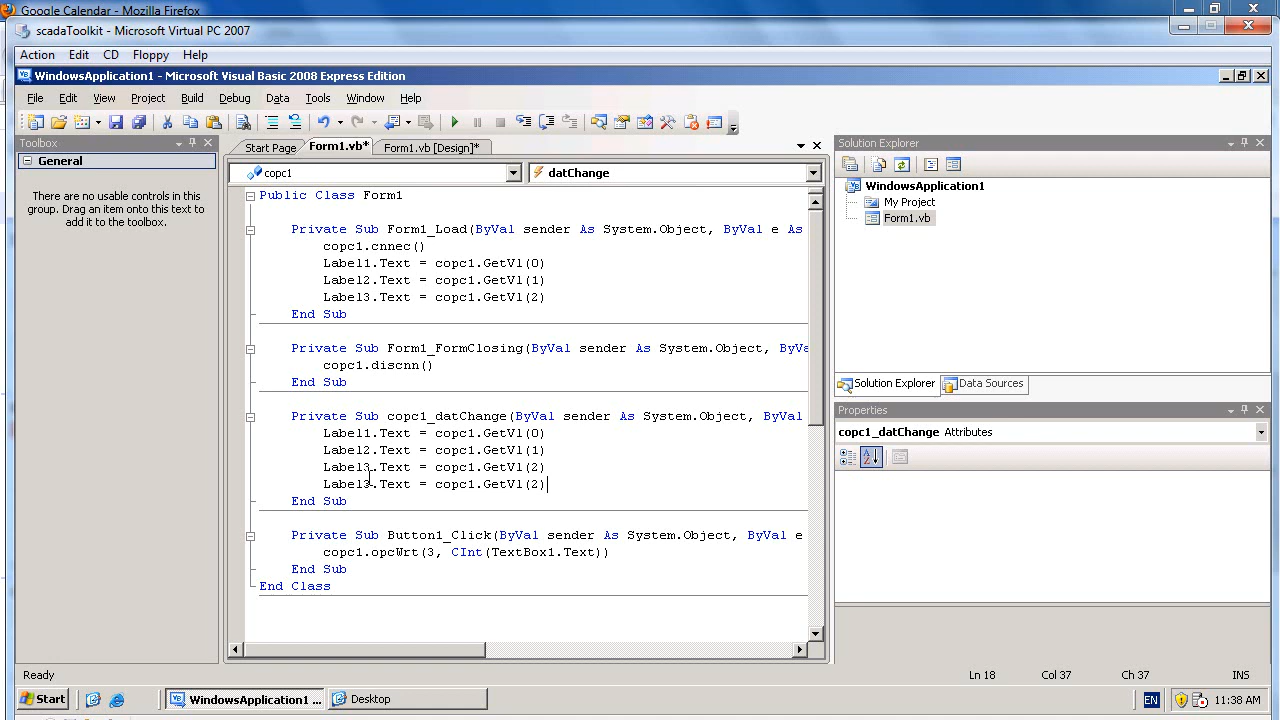 Google Calendar - Mozilla Firefox
scadaToolkit - Microsoft Virtual PC 2007
Action Edit CD Floppy Help
WindowsApplication1 - Microsoft Visual Basic 2008 Express Edition
File Edit View Project Build Debug Data Tools Window Help
Toolbox
General
There are no usable controls in this
group. Drag an item onto this text to
add it to the toolbox.
Start Page Form1.vb* Form1.vb [Design]*
copc1 datChange
Public Class Form1
Private Sub Form1_Load(ByVal sender As System.Object, ByVal e As
copc1.cnnec()
Label1.Text = copc1.GetVl(0)
Label2.Text = copc1.GetVl(1)
Label3.Text = copc1.GetVl(2)
End Sub
Private Sub Form1_FormClosing(ByVal sender As System.Object, ByVa
copc1.discnn()
End Sub
Private Sub copc1_datChange(ByVal sender As System.Object, ByVal
Label1.Text = copc1.GetVl(0)
Label2.Text = copc1.GetVl(1)
Label3.Text = copc1.GetVl(2)
Label3.Text = copc1.GetVl(2)
End Sub
Private Sub Button1_Click(ByVal sender As System.Object, ByVal e
copc1.opcWrt(3, CInt(TextBox1.Text))
End Sub
End Class
Solution Explorer
WindowsApplication1
My Project
Form1.vb
Solution Explorer Data Sources
Properties
copc1_datChange Attributes
Ready Ln 18 Col 37 Ch 37 INS
Start WindowsApplication1 ... Desktop EN 11:38 AM